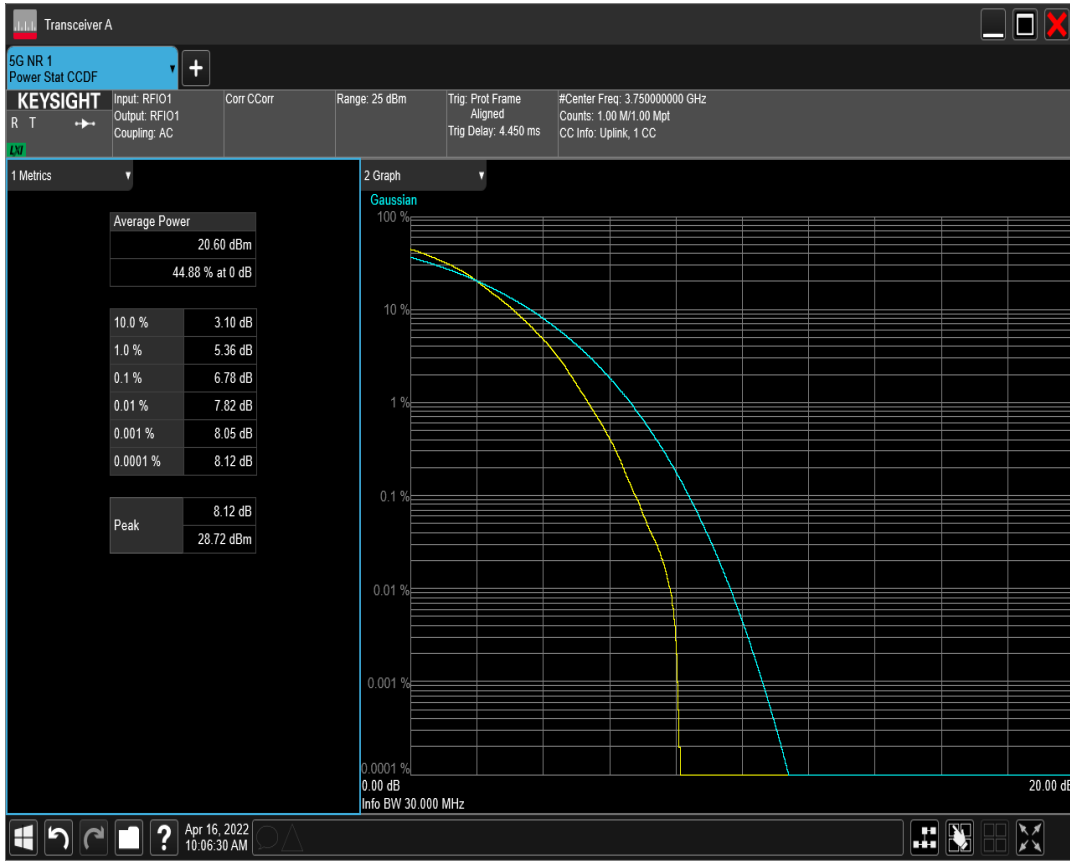 Transceiver A
5G NR 1
Power Stat CCDF
KEYSIGHT
R T
LXI
Input: RFIO1
Output: RFIO1
Coupling: AC
Corr CCorr
Range: 25 dBm
Trig: Prot Frame
Aligned
Trig Delay: 4.450 ms
#Center Freq: 3.750000000 GHz
Counts: 1.00 M/1.00 Mpt
CC Info: Uplink, 1 CC
1 Metrics
Average Power
20.60 dBm
44.88 % at 0 dB
10.0 % 3.10 dB
1.0 % 5.36 dB
0.1 % 6.78 dB
0.01 % 7.82 dB
0.001 % 8.05 dB
0.0001 % 8.12 dB
Peak
8.12 dB
28.72 dBm
2 Graph
Gaussian
100 %
10 %
1 %
0.1 %
0.01 %
0.001 %
0.0001 %
0.00 dB 20.00 dB
Info BW 30.000 MHz
?
Apr 16, 2022
10:06:30 AM